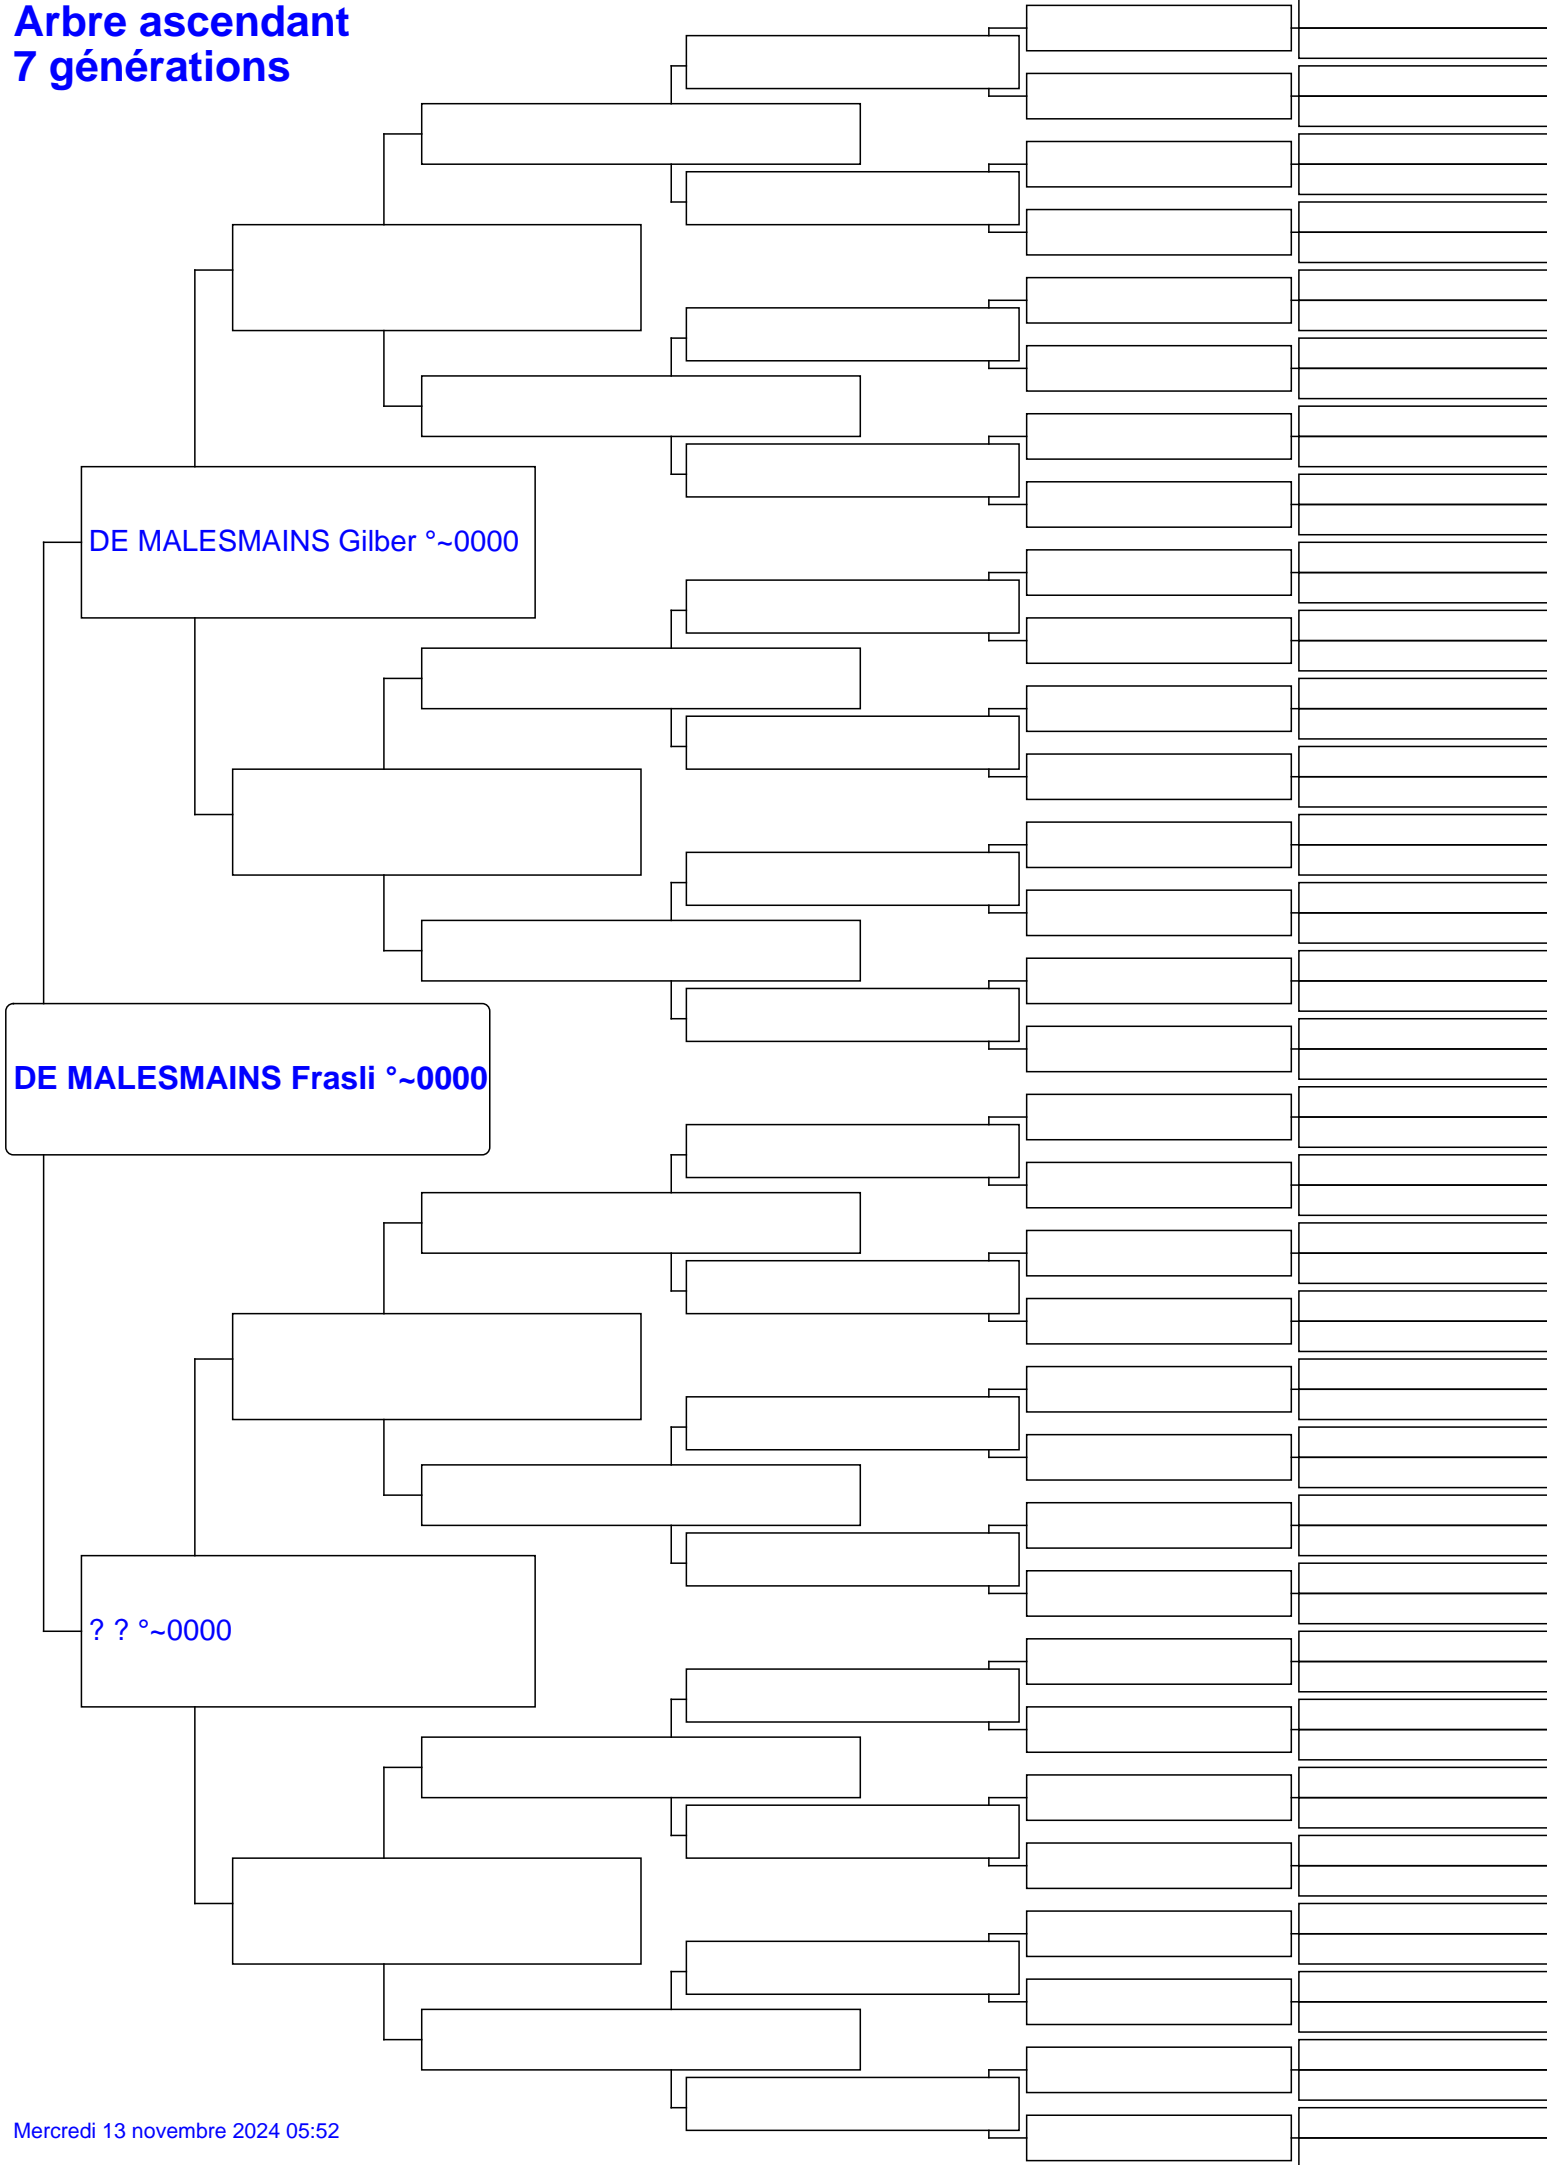 Arbre ascendant
7 générations
DE MALESMAINS Gilber °~0000
DE MALESMAINS Frasli °~0000
? ? °~0000
Mercredi 13 novembre 2024 05:52